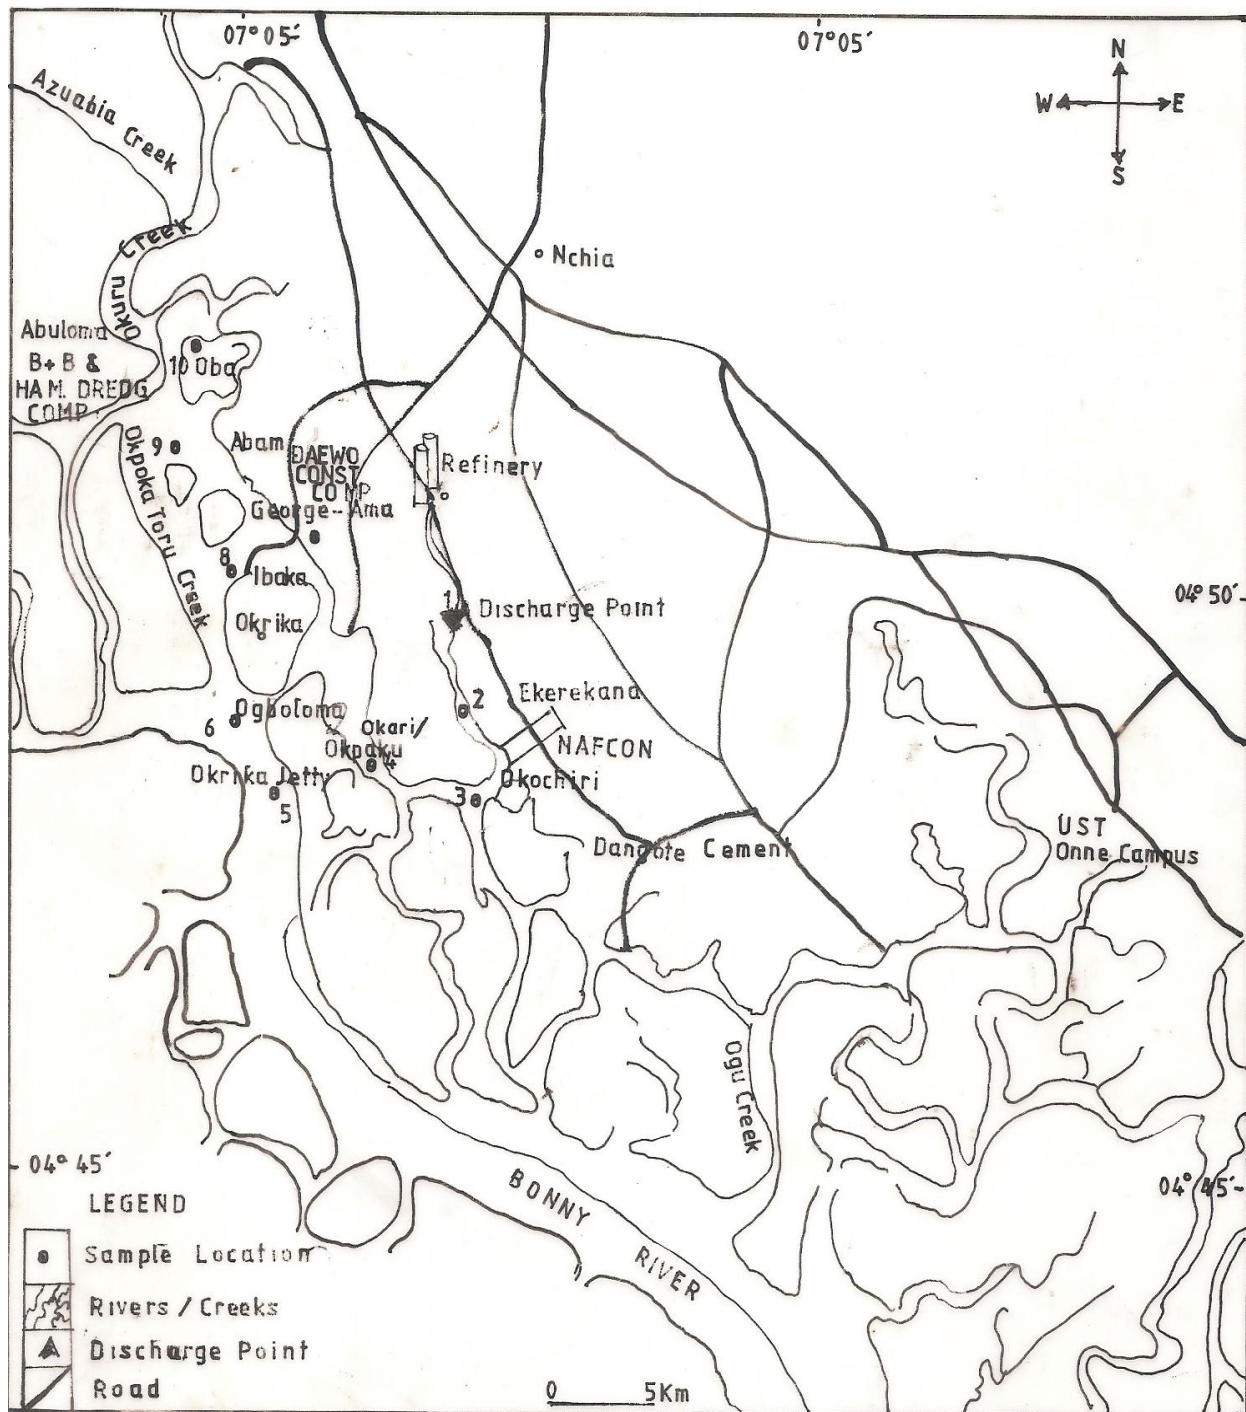 07° 05′
07° 05′
N
W E
S
Azuabia Creek
Okuru Creek
Nchia
Abuloma
B+B &
HAM. DREDG
COMP.
10 Oba
9
Okpoka Toru Creek
Abam
DAEWO
CONST
COMP
George-Ama
Refinery
8
Ibaka
Okrika
1
Discharge Point
04° 50′
2
Ekerekana
NAFCON
Ogboloma
6
Okari/
Okpaku
4
Okrika Jetty
5
3
Okochiri
Dangote Cement
UST
Onne Campus
Ogu Creek
04° 45′
04° 45′
BONNY RIVER
LEGEND
Sample Location
Rivers / Creeks
Discharge Point
Road
0 5Km